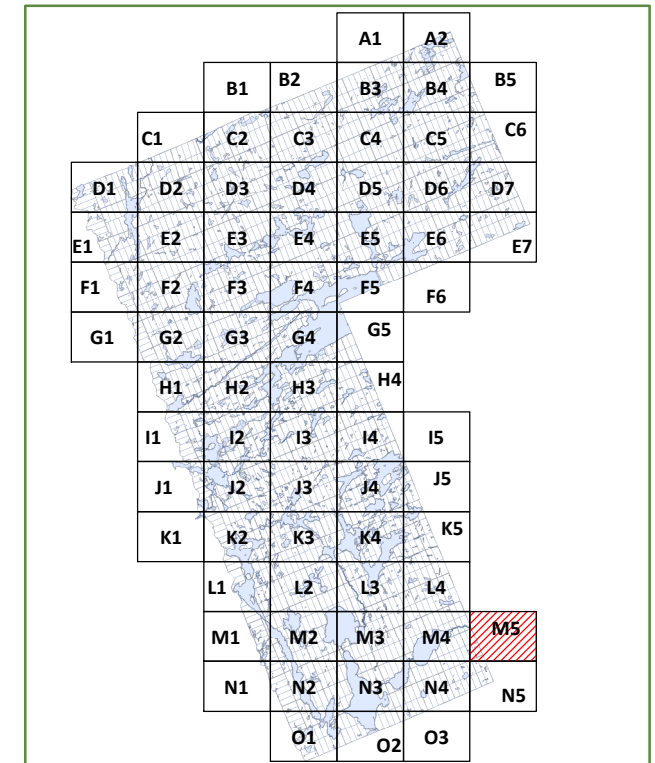 A1 A2
B1 B2 B3 B4 B5
C1 C2 C3 C4 C5 C6
D1 D2 D3 D4 D5 D6 D7
E1 E2 E3 E4 E5 E6 E7
F1 F2 F3 F4 F5 F6
G1 G2 G3 G4 G5
H1 H2 H3 H4
I1 I2 I3 I4 I5
J1 J2 J3 J4 J5
K1 K2 K3 K4 K5
L1 L2 L3 L4
M1 M2 M3 M4 M5
N1 N2 N3 N4 N5
O1 O2 O3